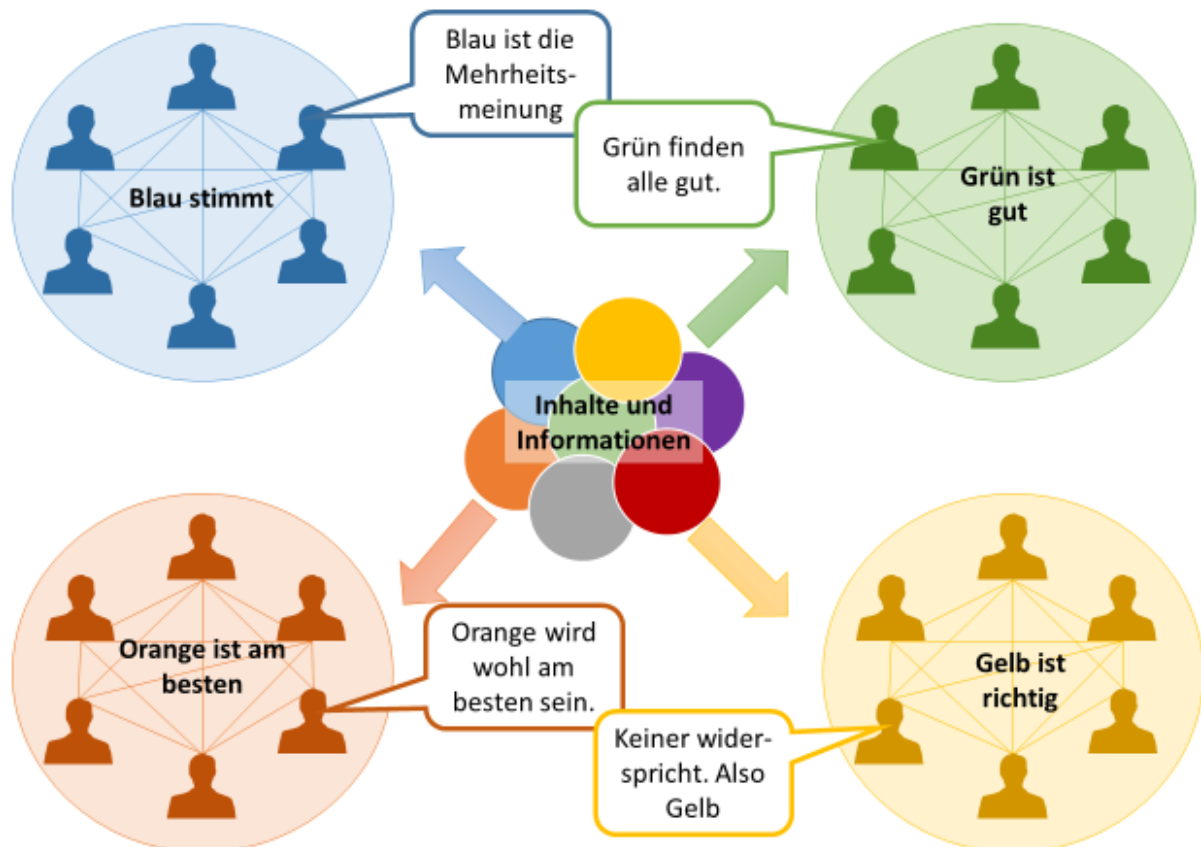 Blau ist die
Mehrheits-
meinung
Grün finden
alle gut.
Blau stimmt
Grün ist
gut
Inhalte und
Informationen
Orange ist am
besten
Orange wird
wohl am
besten sein.
Gelb ist
richtig
Keiner wider-
spricht. Also
Gelb